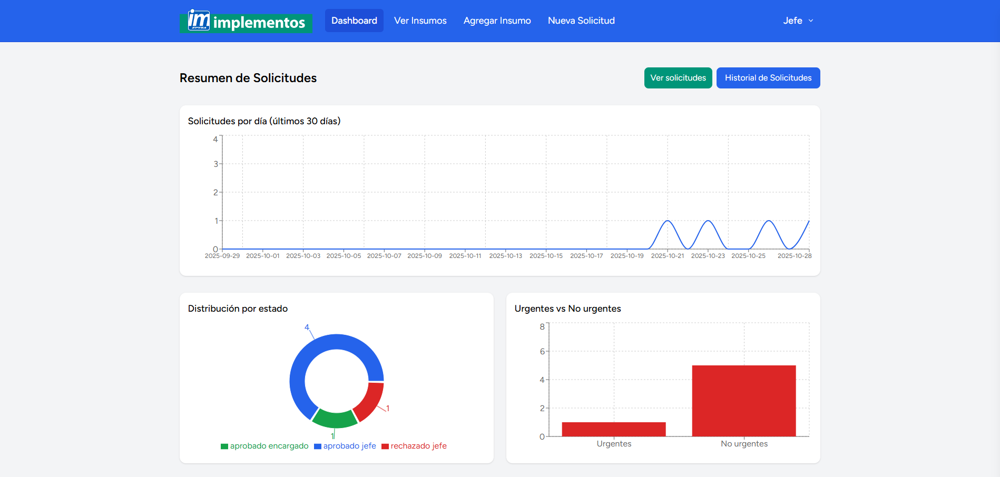 im EPYSA implementos
Dashboard
Ver Insumos
Agregar Insumo
Nueva Solicitud
Jefe
Resumen de Solicitudes
Ver solicitudes
Historial de Solicitudes
Solicitudes por día (últimos 30 días)
4
3
2
1
0
2025-09-29 2025-10-01 2025-10-03 2025-10-05 2025-10-07 2025-10-09 2025-10-11 2025-10-13 2025-10-15 2025-10-17 2025-10-19 2025-10-21 2025-10-23 2025-10-25 2025-10-28
Distribución por estado
4
1
1
aprobado encargado aprobado jefe rechazado jefe
Urgentes vs No urgentes
8
6
4
2
0
Urgentes No urgentes